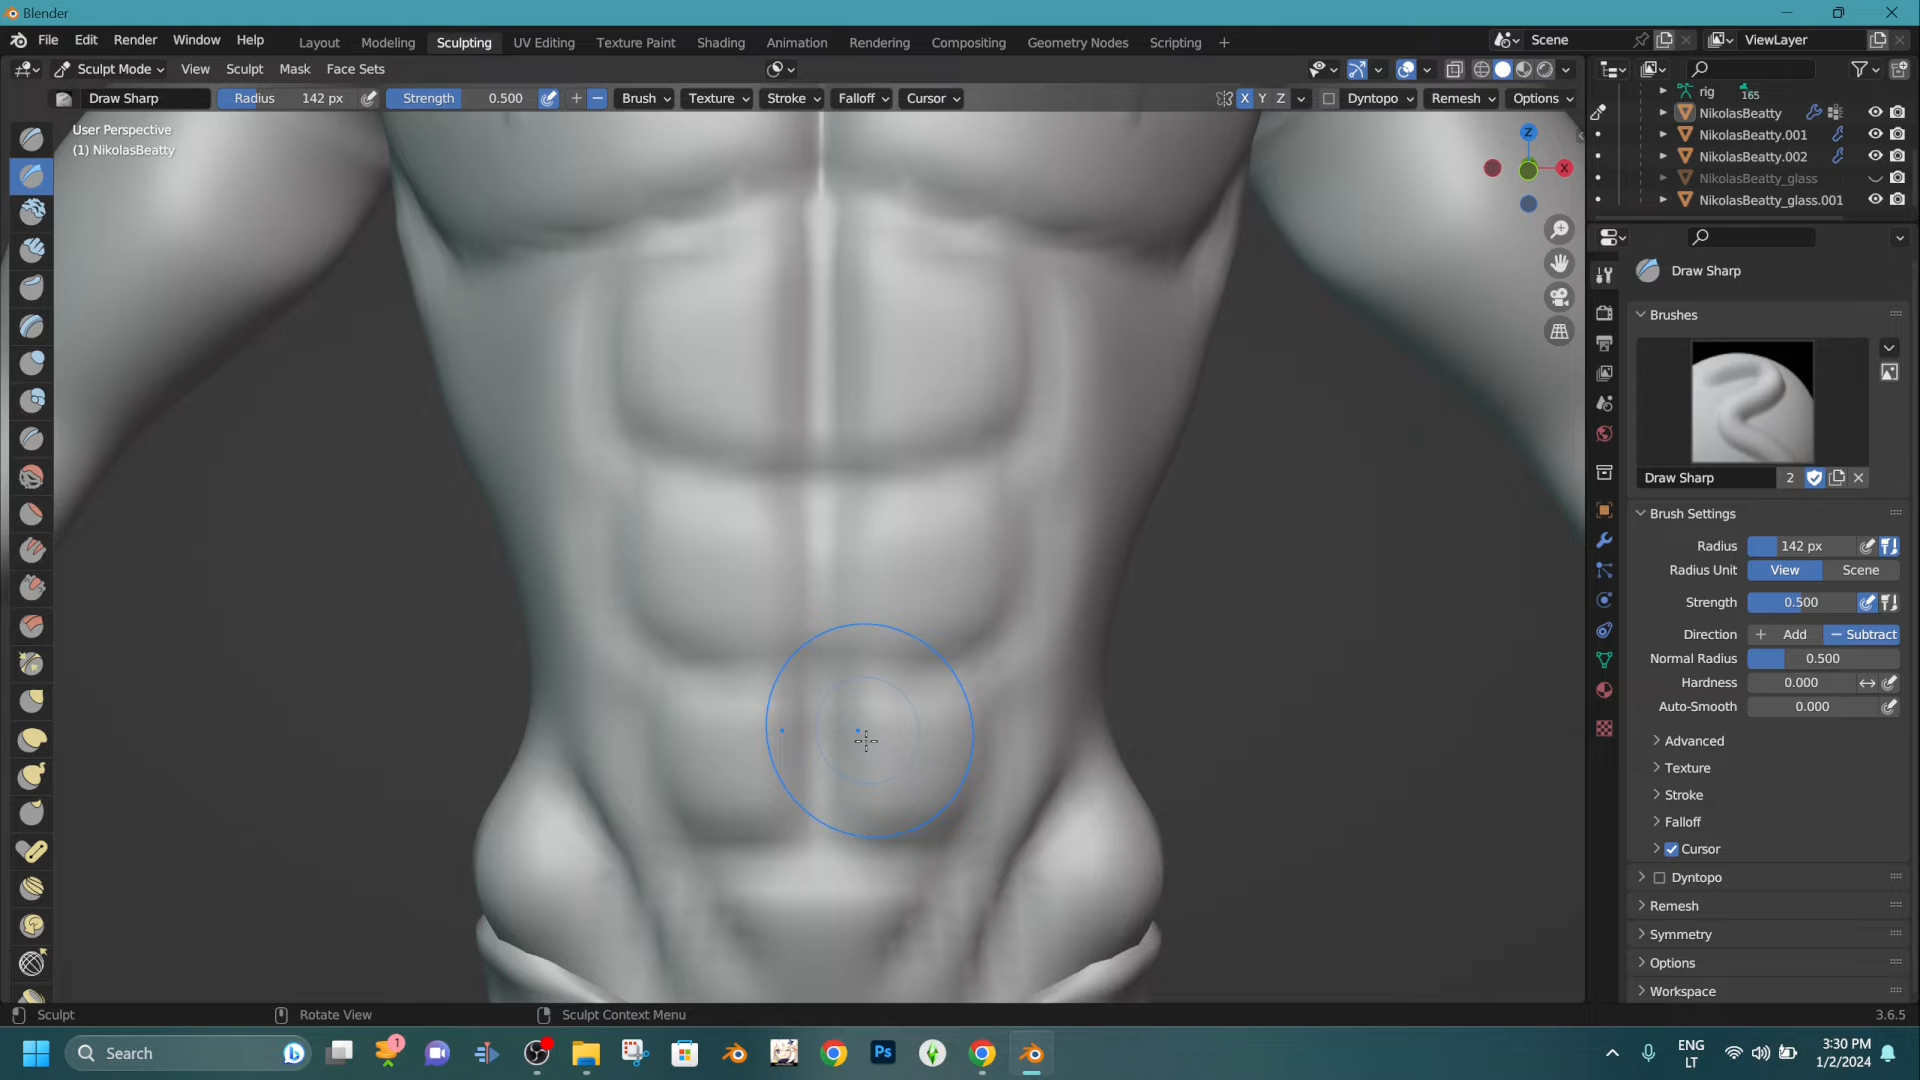 Blender
File Edit Render Window Help Layout Modeling Sculpting UV Editing Texture Paint Shading Animation Rendering Compositing Geometry Nodes Scripting + Scene ViewLayer
Sculpt Mode View Sculpt Mask Face Sets
Draw Sharp Radius 142 px Strength 0.500 Brush Texture Stroke Falloff Cursor X Y Z Dyntopo Remesh Options
User Perspective
(1) NikolasBeatty
Z
X
rig 165
NikolasBeatty
NikolasBeatty.001
NikolasBeatty.002
NikolasBeatty_glass
NikolasBeatty_glass.001
Draw Sharp
Brushes
Draw Sharp 2
Brush Settings
Radius 142 px
Radius Unit View Scene
Strength 0.500
Direction + Add − Subtract
Normal Radius 0.500
Hardness 0.000
Auto-Smooth 0.000
Advanced
Texture
Stroke
Falloff
Cursor
Dyntopo
Remesh
Symmetry
Options
Workspace
Sculpt Rotate View Sculpt Context Menu 3.6.5
Search 1 Ps ENG LT 3:30 PM 1/2/2024